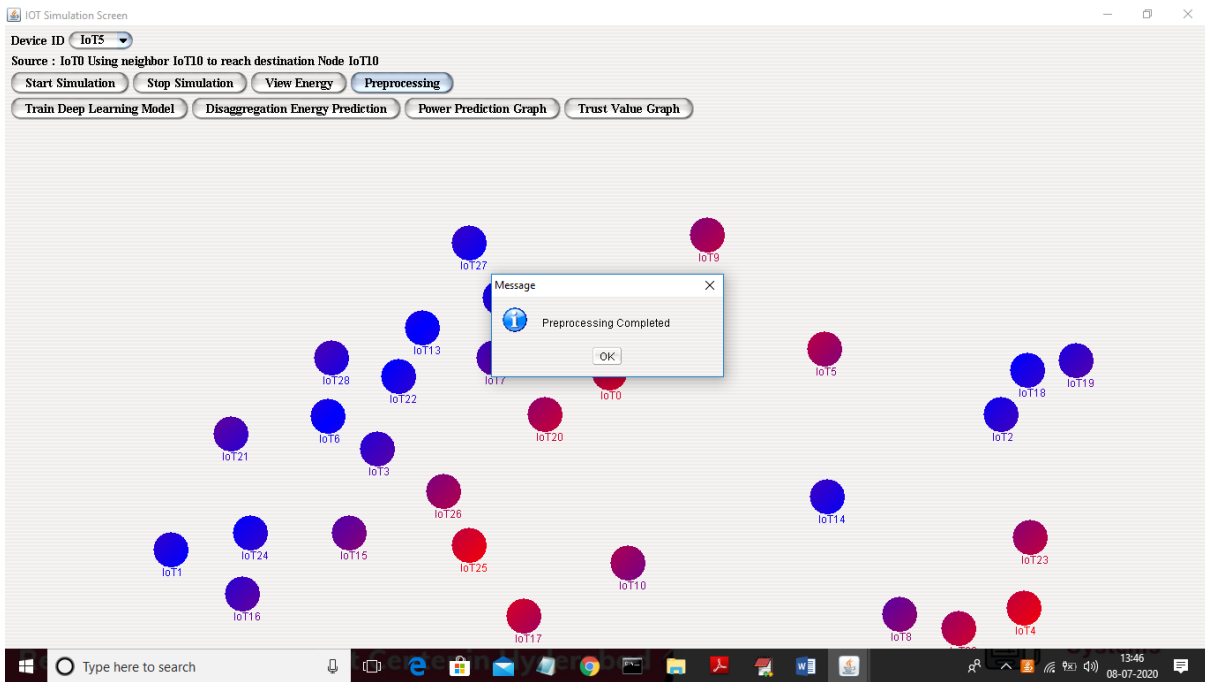 IOT Simulation Screen
Device ID IoT5
Source : IoT0 Using neighbor IoT10 to reach destination Node IoT10
Start Simulation Stop Simulation View Energy Preprocessing
Train Deep Learning Model Disaggregation Energy Prediction Power Prediction Graph Trust Value Graph
IoT27
IoT9
Message
Preprocessing Completed
OK
IoT13
IoT28
IoT7
IoT5
IoT19
IoT22
IoT0
IoT18
IoT6
IoT20
IoT2
IoT21
IoT3
IoT26
IoT14
IoT24
IoT15
IoT23
IoT1
IoT25
IoT10
IoT16
IoT17
IoT8
IoT4
Type here to search
13:46
08-07-2020